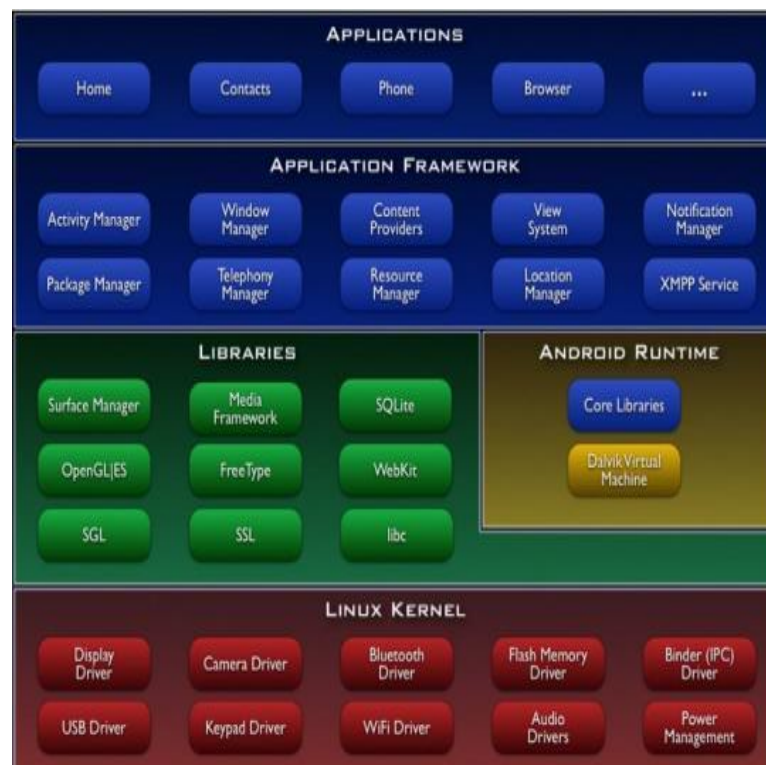 APPLICATIONS
Home
Contacts
Phone
Browser
...
APPLICATION FRAMEWORK
Activity Manager
Window
Manager
Content
Providers
View
System
Notification
Manager
Package Manager
Telephony
Manager
Resource
Manager
Location
Manager
XMPP Service
LIBRARIES
Surface Manager
Media
Framework
SQLite
OpenGL|ES
FreeType
WebKit
SGL
SSL
libc
ANDROID RUNTIME
Core Libraries
Dalvik Virtual
Machine
LINUX KERNEL
Display
Driver
Camera Driver
Bluetooth
Driver
Flash Memory
Driver
Binder (IPC)
Driver
USB Driver
Keypad Driver
WiFi Driver
Audio
Drivers
Power
Management